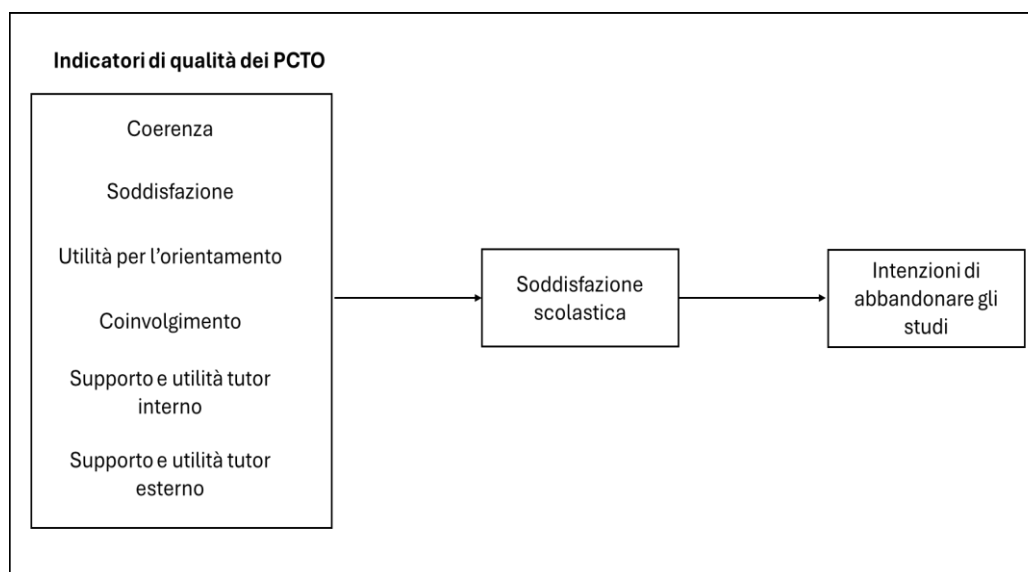 Indicatori di qualità dei PCTO
Coerenza
Soddisfazione
Utilità per l'orientamento
Coinvolgimento
Supporto e utilità tutor
interno
Supporto e utilità tutor
esterno
Soddisfazione
scolastica
Intenzioni di
abbandonare gli
studi